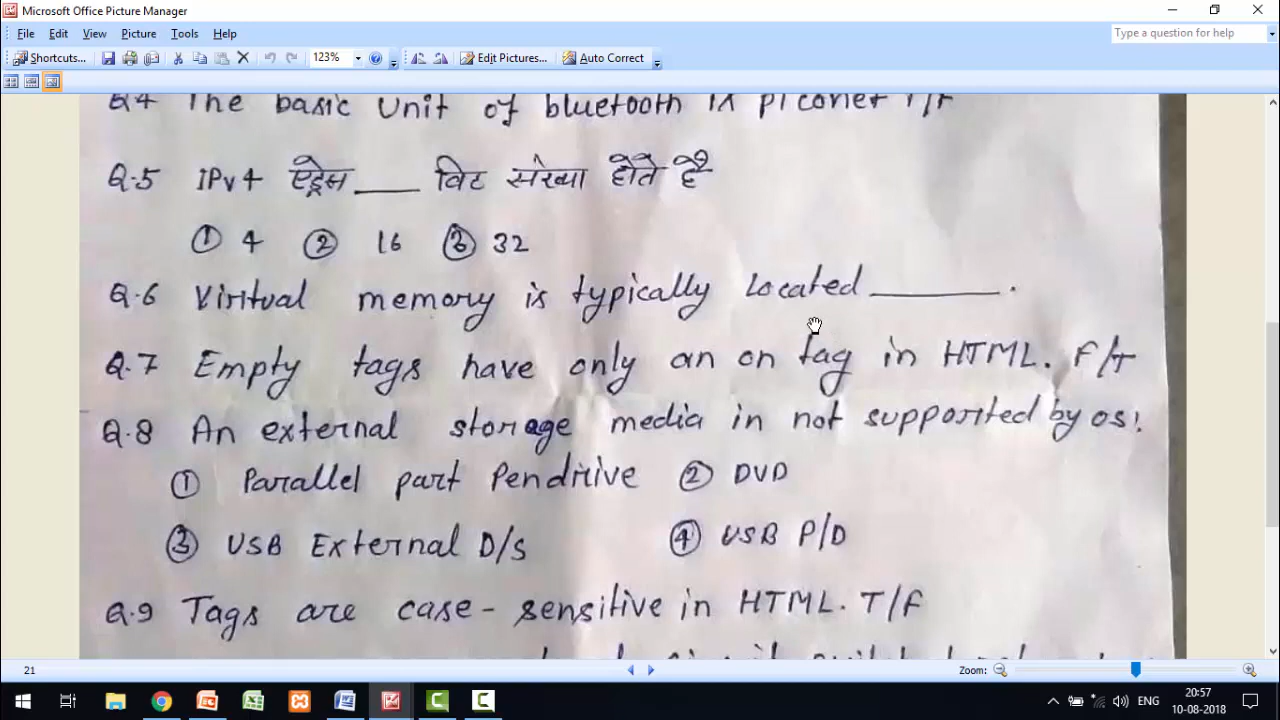 Microsoft Office Picture Manager
File Edit View Picture Tools Help
Type a question for help
Shortcuts... 123% Edit Pictures... Auto Correct
Q.4 The basic Unit of bluetooth is piconet T/F
Q.5 IPv4 ऐड्रेस ___ विट संख्या होते है
① 4 ② 16 ③ 32
Q.6 Viritual memory is typically Located ______.
Q.7 Empty tags have only an on tag in HTML. F/T
Q.8 An external storage media in not supported by OS!
① Parallel part Pendrive ② DVD
③ USB External D/S ④ USB P/D
Q.9 Tags are case-sensitive in HTML. T/F
21 Zoom:
ENG 20:57
10-08-2018